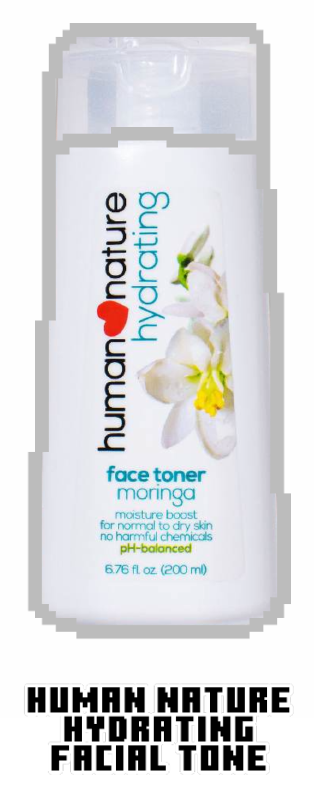 human nature
hydrating
face toner
moringa
moisture boost
for normal to dry skin
no harmful chemicals
pH-balanced
6.76 fl. oz. (200 ml)
HUMAN NATURE
HYDRATING
FACIAL TONE